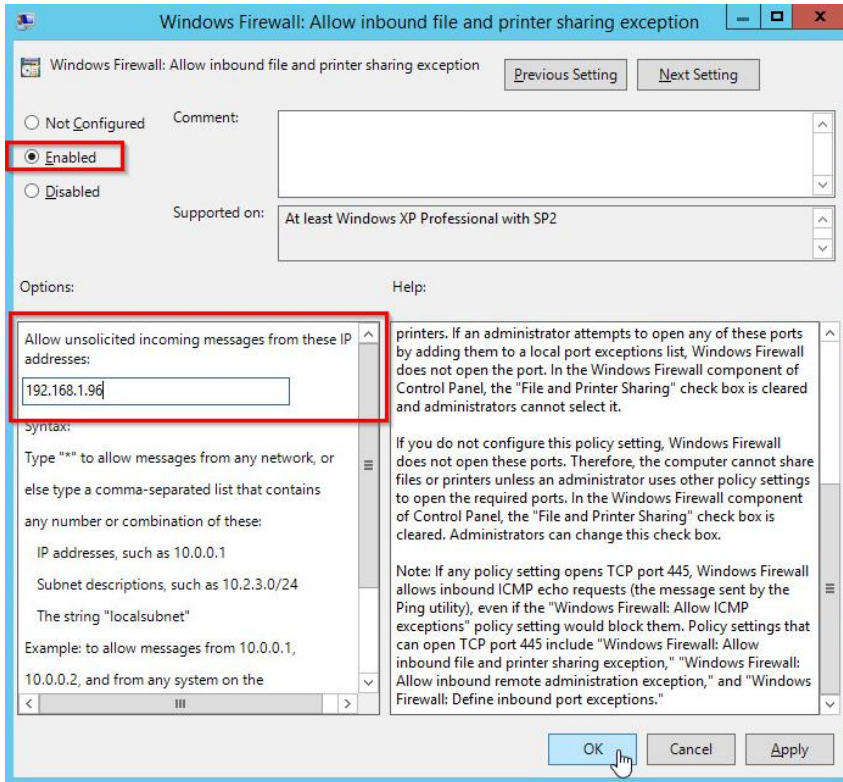 Windows Firewall: Allow inbound file and printer sharing exception
Windows Firewall: Allow inbound file and printer sharing exception
Previous Setting
Next Setting
Not Configured
Comment:
Enabled
Disabled
Supported on:
At least Windows XP Professional with SP2
Options:
Help:
Allow unsolicited incoming messages from these IP
addresses:
192.168.1.96
Syntax:
Type "*" to allow messages from any network, or
else type a comma-separated list that contains
any number or combination of these:
IP addresses, such as 10.0.0.1
Subnet descriptions, such as 10.2.3.0/24
The string "localsubnet"
Example: to allow messages from 10.0.0.1,
10.0.0.2, and from any system on the
printers. If an administrator attempts to open any of these ports
by adding them to a local port exceptions list, Windows Firewall
does not open the port. In the Windows Firewall component of
Control Panel, the "File and Printer Sharing" check box is cleared
and administrators cannot select it.
If you do not configure this policy setting, Windows Firewall
does not open these ports. Therefore, the computer cannot share
files or printers unless an administrator uses other policy settings
to open the required ports. In the Windows Firewall component
of Control Panel, the "File and Printer Sharing" check box is
cleared. Administrators can change this check box.
Note: If any policy setting opens TCP port 445, Windows Firewall
allows inbound ICMP echo requests (the message sent by the
Ping utility), even if the "Windows Firewall: Allow ICMP
exceptions" policy setting would block them. Policy settings that
can open TCP port 445 include "Windows Firewall: Allow
inbound file and printer sharing exception," "Windows Firewall:
Allow inbound remote administration exception," and "Windows
Firewall: Define inbound port exceptions."
OK
Cancel
Apply